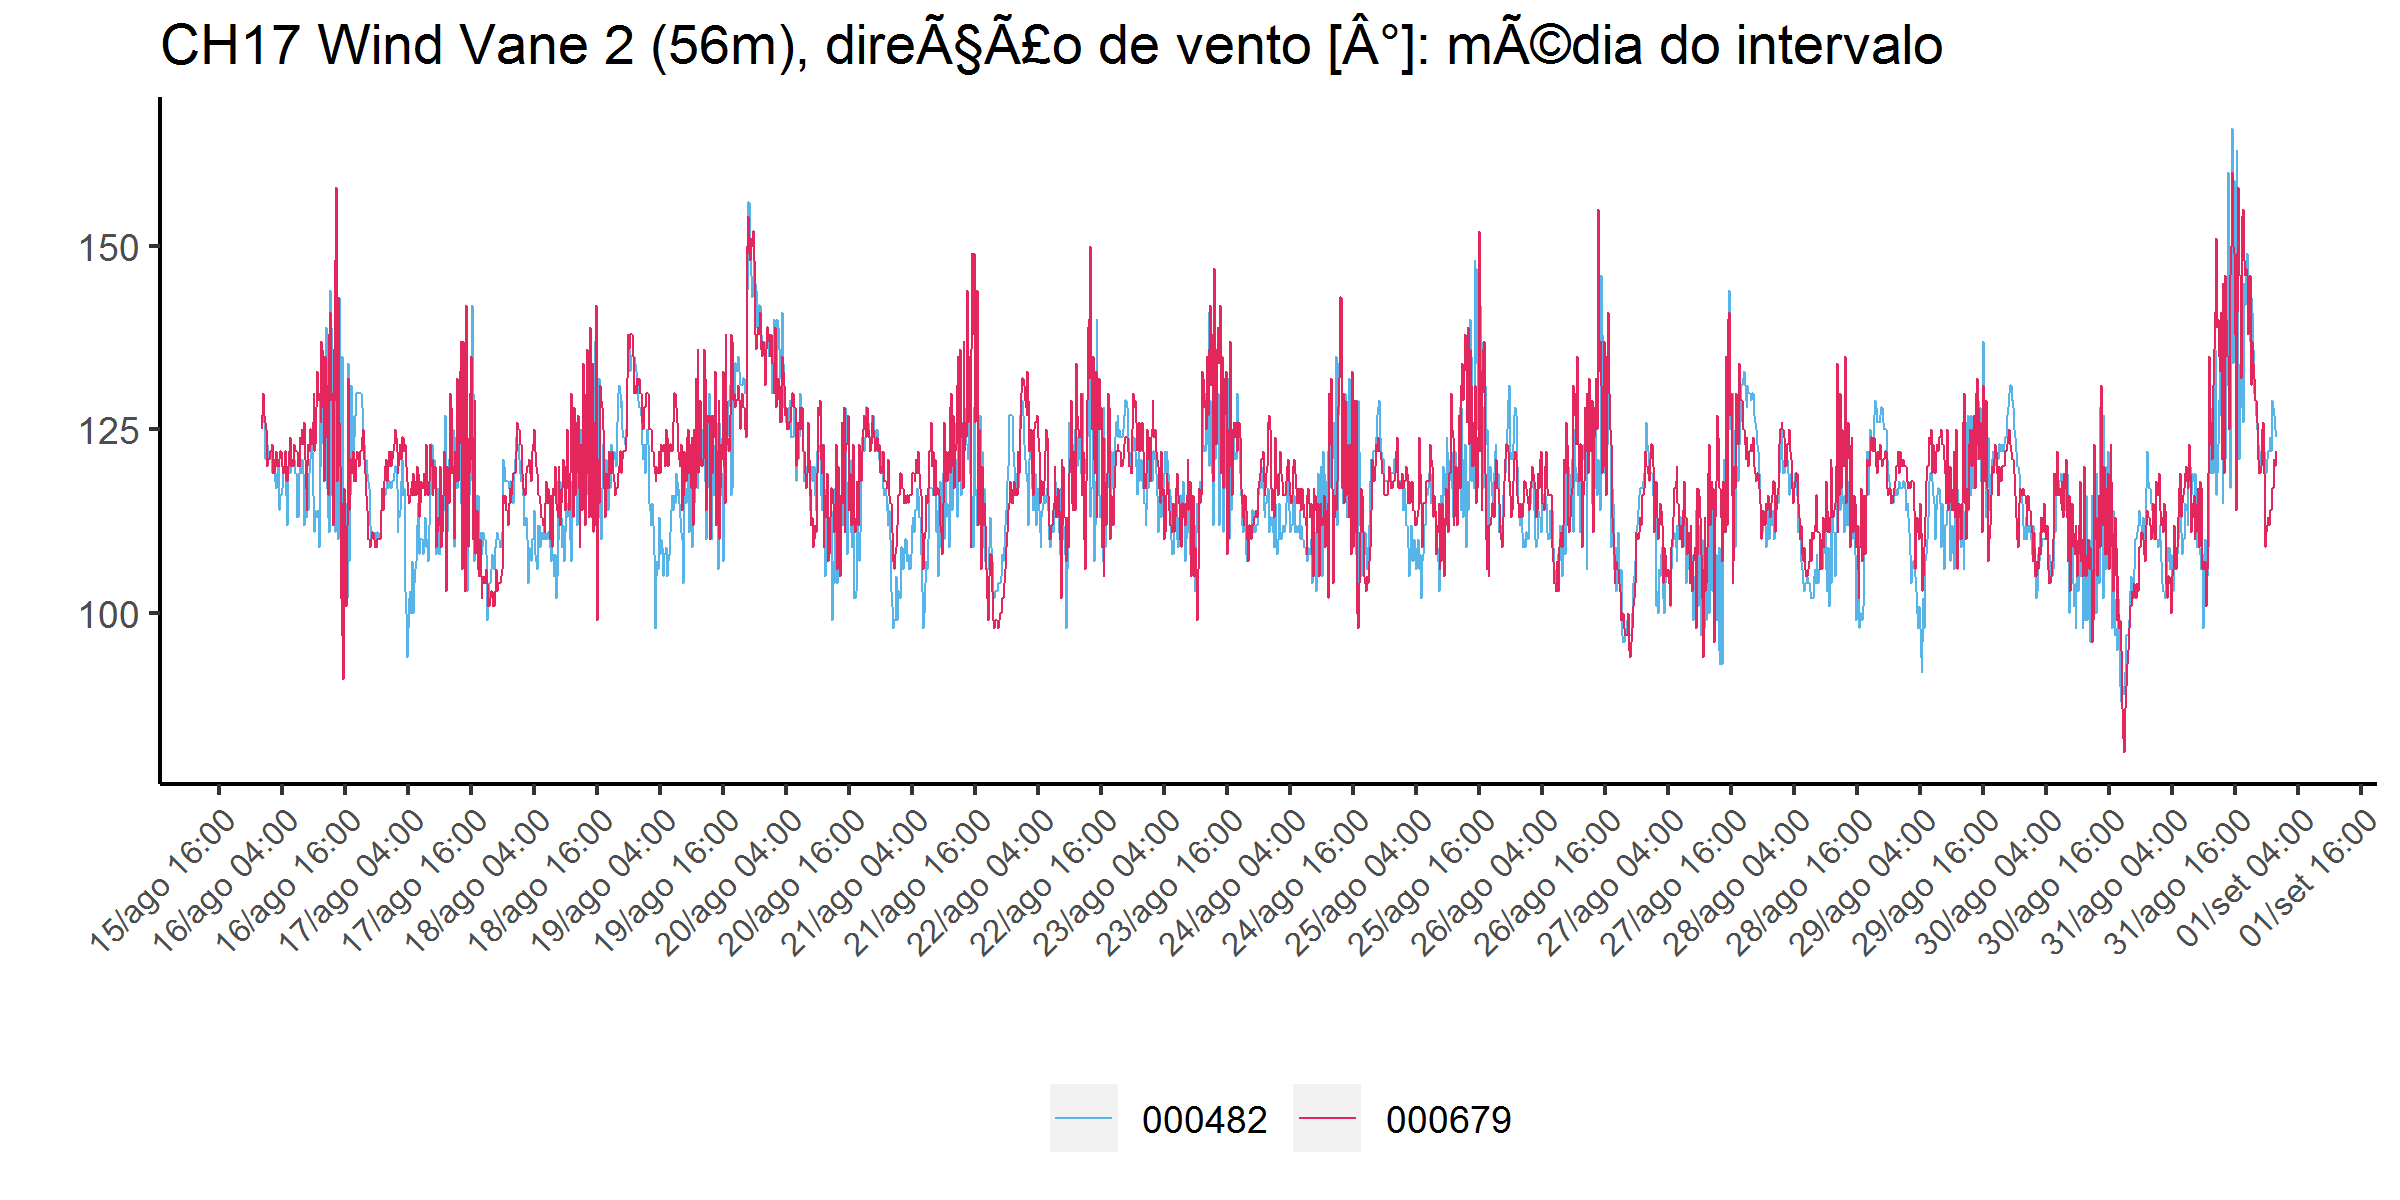 CH17 Wind Vane 2 (56m), direÃ§Ã£o de vento [Â°]: mÃ©dia do intervalo
150
125
100
15/ago 16:00
16/ago 04:00
16/ago 16:00
17/ago 04:00
17/ago 16:00
18/ago 04:00
18/ago 16:00
19/ago 04:00
19/ago 16:00
20/ago 04:00
20/ago 16:00
21/ago 04:00
21/ago 16:00
22/ago 04:00
22/ago 16:00
23/ago 04:00
23/ago 16:00
24/ago 04:00
24/ago 16:00
25/ago 04:00
25/ago 16:00
26/ago 04:00
26/ago 16:00
27/ago 04:00
27/ago 16:00
28/ago 04:00
28/ago 16:00
29/ago 04:00
29/ago 16:00
30/ago 04:00
30/ago 16:00
31/ago 04:00
31/ago 16:00
01/set 04:00
01/set 16:00
000482
000679